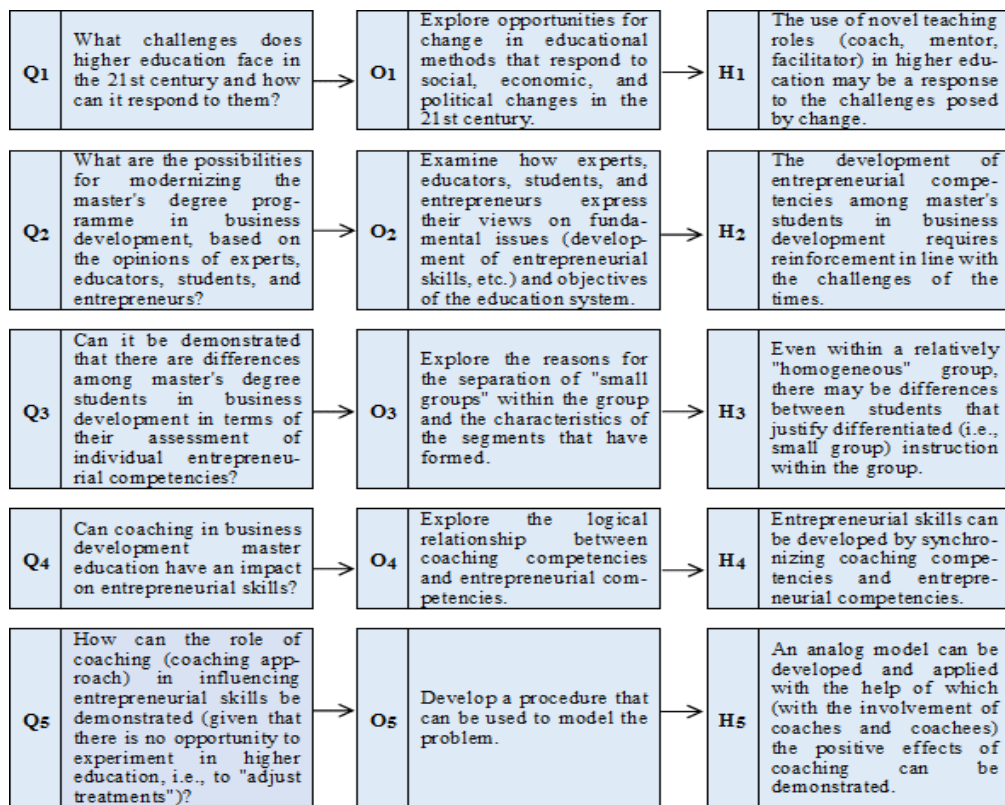 Q1
What challenges does
higher education face
in the 21st century and how
can it respond to them?
O1
Explore opportunities for
change in educational
methods that respond to
social, economic, and
political changes in the
21st century.
H1
The use of novel teaching
roles (coach, mentor,
facilitator) in higher edu-
cation may be a response
to the challenges posed
by change.
Q2
What are the possibilities
for modernizing the
master's degree prog-
ramme in business
development, based on
the opinions of experts,
educators, students, and
entrepreneurs?
O2
Examine how experts,
educators, students, and
entrepreneurs express
their views on funda-
mental issues (develop-
ment of entrepreneurial
skills, etc.) and objectives
of the education system.
H2
The development of
entrepreneurial compe-
tencies among master's
students in business
development requires
reinforcement in line with
the challenges of the
times.
Q3
Can it be demonstrated
that there are differences
among master's degree
students in business
development in terms of
their assessment of
individual entrepreneu-
rial competencies?
O3
Explore the reasons for
the separation of "small
groups" within the group
and the characteristics of
the segments that have
formed.
H3
Even within a relatively
"homogeneous" group,
there may be differences
between students that
justify differentiated (i.e.,
small group) instruction
within the group.
Q4
Can coaching in business
development master
education have an impact
on entrepreneurial skills?
O4
Explore the logical
relationship between
coaching competencies
and entrepreneurial com-
petencies.
H4
Entrepreneurial skills can
be developed by synchro-
nizing coaching compe-
tencies and entrepre-
neurial competencies.
Q5
How can the role of
coaching (coaching app-
roach) in influencing
entrepreneurial skills be
demonstrated (given that
there is no opportunity to
experiment in higher
education, i.e., to "adjust
treatments")?
O5
Develop a procedure that
can be used to model the
problem.
H5
An analog model can be
developed and applied
with the help of which
(with the involvement of
coaches and coachees)
the positive effects of
coaching can be
demonstrated.